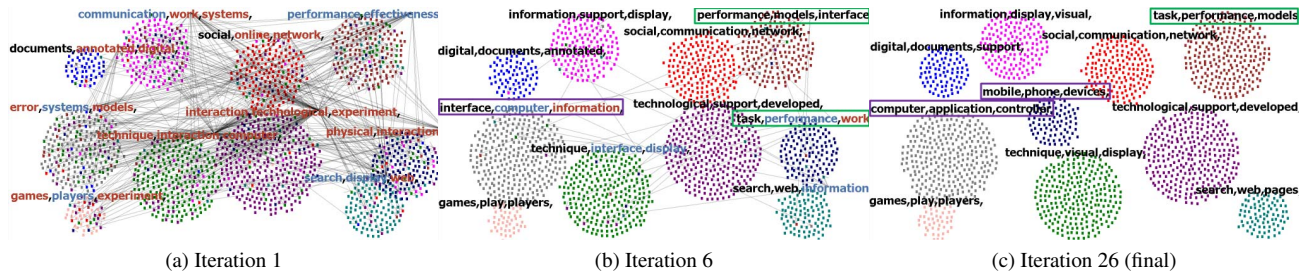 communication,work,systems,
performance,effectiveness
documents,annotated,digital,
social,online,network,
error,systems,models,
interaction,technological,experiment,
technique,interaction,computer,
physical,interaction
search,display,web,
games,players,experiment,
(a) Iteration 1
information,support,display,
performance,models,interface
social,communication,network,
digital,documents,annotated,
interface,computer,information,
technological,support,developed,
task,performance,work
technique,interface,display,
search,web,information
games,play,players,
(b) Iteration 6
information,display,visual,
task,performance,models
social,communication,network,
digital,documents,support,
mobile,phone,devices,
computer,application,controller,
technological,support,developed
technique,visual,display,
search,web,pages
games,play,players,
(c) Iteration 26 (final)